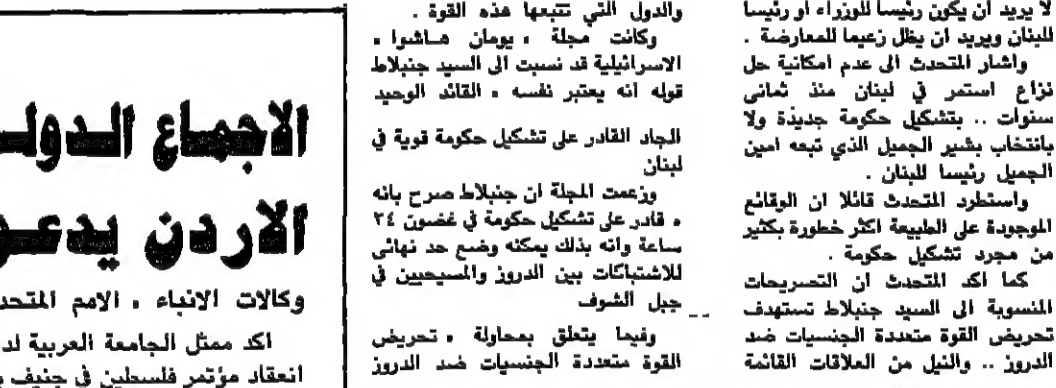 لا يريد ان يكون رئيسا للوزراء او رئيسا
للبنان ويريد ان يظل زعيما للمعارضة .
واشار المتحدث الى عدم امكانية حل
نزاع استمر في لبنان منذ ثمانى
سنوات .. بتشكيل حكومة جديدة ولا
بانتخاب بشير الجميل الذي تبعه امين
الجميل رئيسا للبنان .
واستطرد المتحدث قائلا ان الوقائع
الموجودة على الطبيعة اكثر خطورة بكثير
من مجرد تشكيل حكومة .
كما اكد المتحدث ان التصريحات
المنسوبة الى السيد جنبلاط تستهدف
تحريض القوة متعددة الجنسيات ضد
الدروز .. والنيل من العلاقات القائمة
والدول التي تتبعها هذه القوة .
وكانت مجلة « يومان هاشوا »
الاسرائيلية قد نسبت الى السيد جنبلاط
قوله انه يعتبر نفسه « القائد الوحيد
الجاد القادر على تشكيل حكومة قوية في
لبنان
وزعمت المجلة ان جنبلاط صرح بانه
« قادر على تشكيل حكومة في غضون ٢٤
ساعة وانه بذلك يمكنه وضع حد نهائى
للاشتباكات بين الدروز والمسيحيين في
جبل الشوف
وفيما يتعلق بمحاولة « تحريض
القوة متعددة الجنسيات ضد الدروز
الاجماع الدولـ
الاردن يدعـو
وكالات الانباء « الامم المتحد
اكد ممثل الجامعة العربية لد
انعقاد مؤتمر فلسطين في جنيف